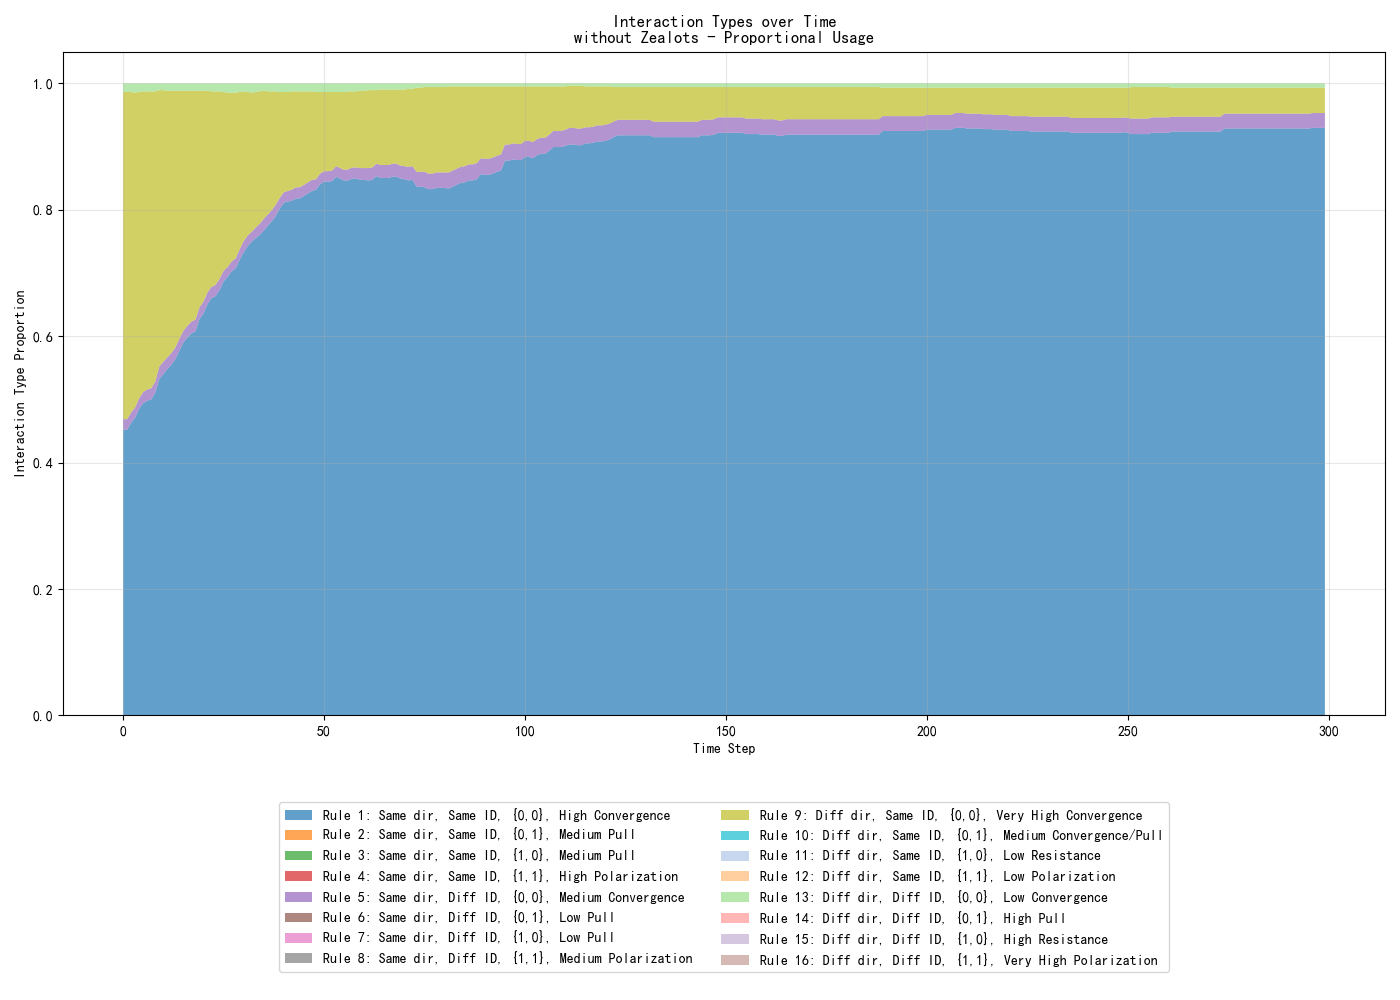 Interaction Types over Time
without Zealots - Proportional Usage
Interaction Type Proportion
1.0
0.8
0.6
0.4
0.2
0.0
0
50
100
150
200
250
300
Time Step
Rule 1: Same dir, Same ID, {0,0}, High Convergence
Rule 2: Same dir, Same ID, {0,1}, Medium Pull
Rule 3: Same dir, Same ID, {1,0}, Medium Pull
Rule 4: Same dir, Same ID, {1,1}, High Polarization
Rule 5: Same dir, Diff ID, {0,0}, Medium Convergence
Rule 6: Same dir, Diff ID, {0,1}, Low Pull
Rule 7: Same dir, Diff ID, {1,0}, Low Pull
Rule 8: Same dir, Diff ID, {1,1}, Medium Polarization
Rule 9: Diff dir, Same ID, {0,0}, Very High Convergence
Rule 10: Diff dir, Same ID, {0,1}, Medium Convergence/Pull
Rule 11: Diff dir, Same ID, {1,0}, Low Resistance
Rule 12: Diff dir, Same ID, {1,1}, Low Polarization
Rule 13: Diff dir, Diff ID, {0,0}, Low Convergence
Rule 14: Diff dir, Diff ID, {0,1}, High Pull
Rule 15: Diff dir, Diff ID, {1,0}, High Resistance
Rule 16: Diff dir, Diff ID, {1,1}, Very High Polarization